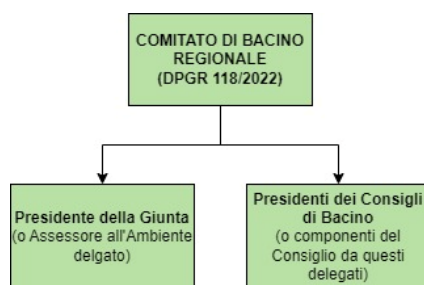 COMITATO DI BACINO
REGIONALE
(DPGR 118/2022)
Presidente della Giunta
(o Assessore all'Ambiente
delgato)
Presidenti dei Consigli
di Bacino
(o componenti del
Consiglio da questi
delegati)